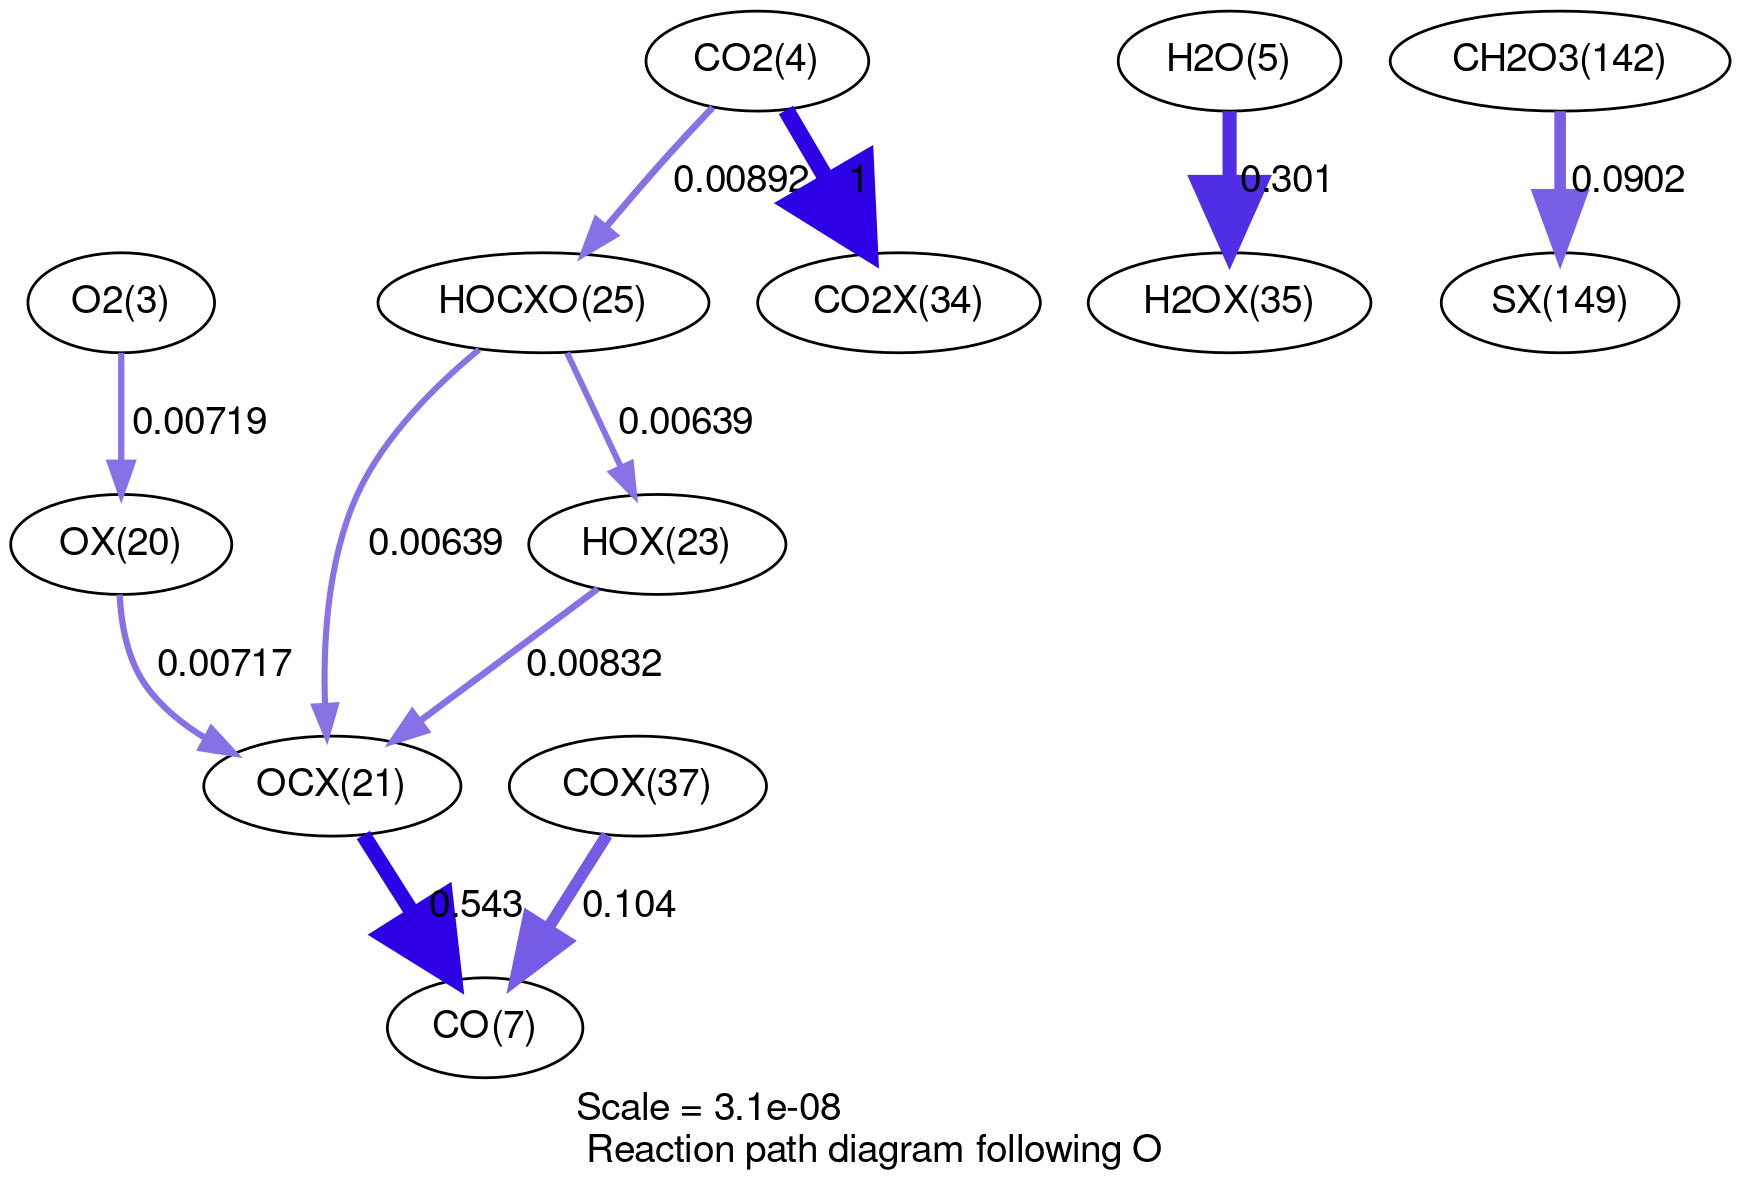 CO2(4)
H2O(5)
CH2O3(142)
0.00892
1
0.301
0.0902
O2(3)
HOCXO(25)
CO2X(34)
H2OX(35)
SX(149)
0.00719
0.00639
OX(20)
0.00639
HOX(23)
0.00717
0.00832
OCX(21)
COX(37)
0.543
0.104
CO(7)
Scale = 3.1e-08
Reaction path diagram following O